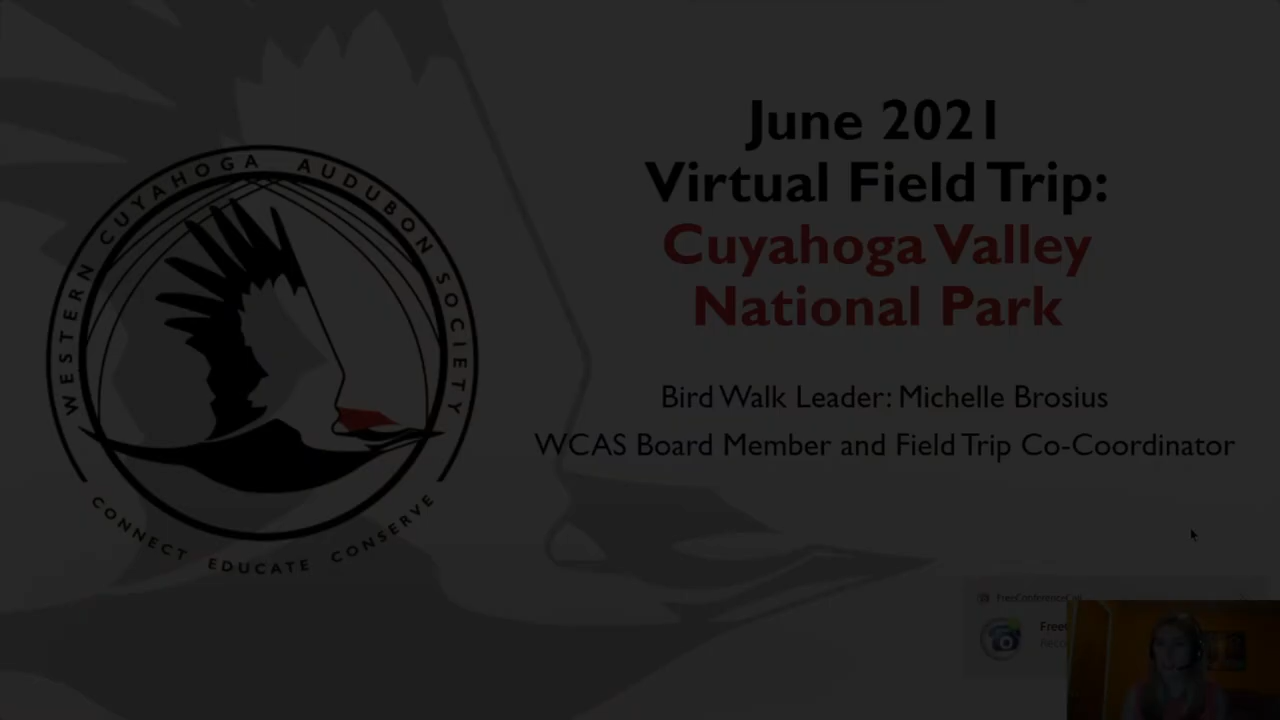 WESTERN CUYAHOGA AUDUBON SOCIETY
CONNECT EDUCATE CONSERVE
June 2021
Virtual Field Trip:
Cuyahoga Valley
National Park
Bird Walk Leader: Michelle Brosius
WCAS Board Member and Field Trip Co-Coordinator
FreeConferenceCall